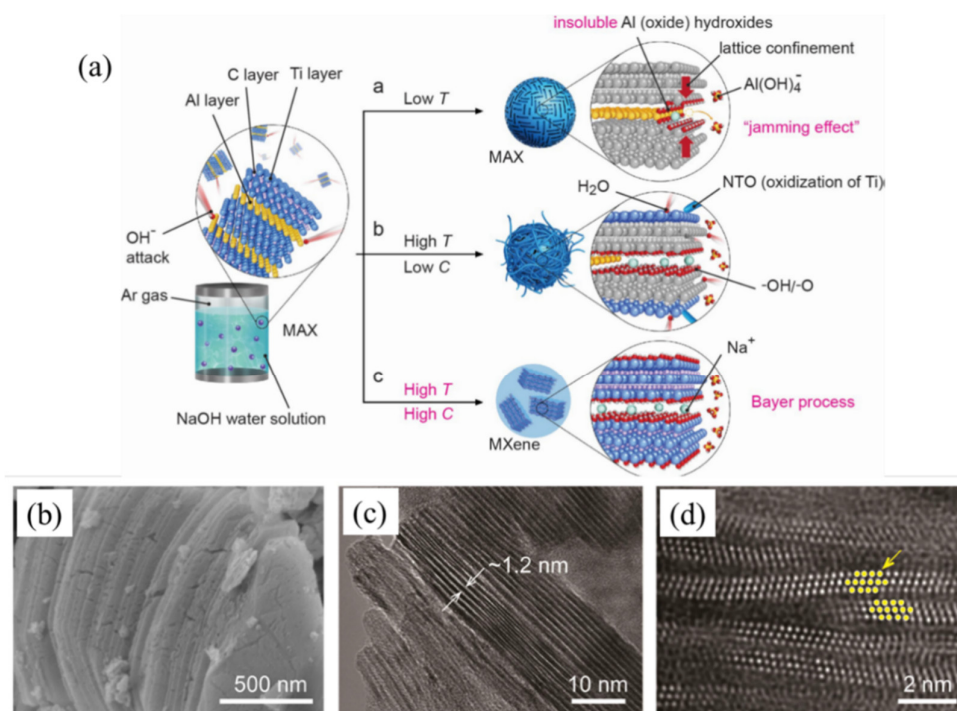 (a)
C layer
Ti layer
Al layer
OH⁻
attack
Ar gas
MAX
NaOH water solution
a
Low T
MAX
insoluble Al (oxide) hydroxides
lattice confinement
Al(OH)₄⁻
"jamming effect"
b
High T
Low C
H₂O
NTO (oxidization of Ti)
-OH/-O
c
High T
High C
MXene
Na⁺
Bayer process
(b)
500 nm
(c)
~1.2 nm
10 nm
(d)
2 nm